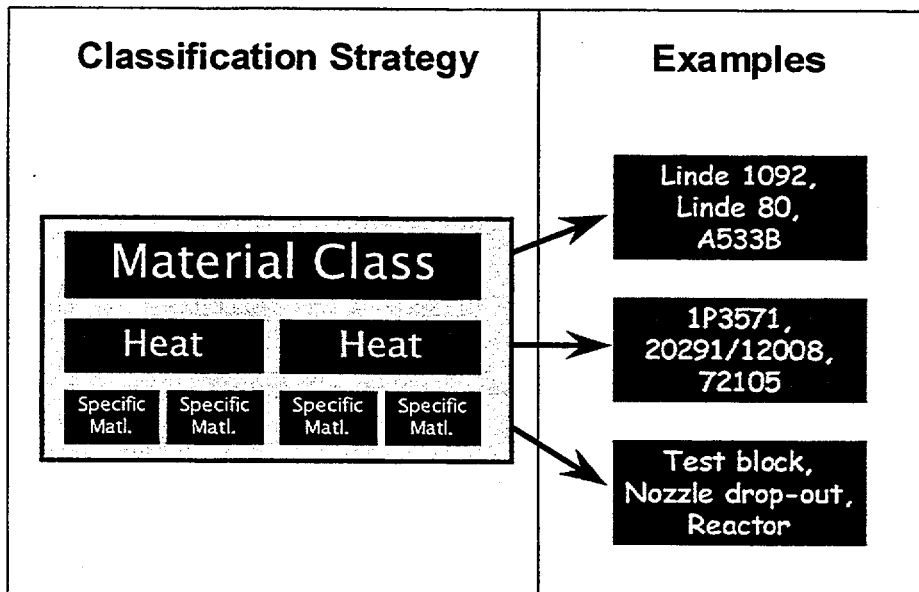 Classification Strategy
Examples
Material Class
Heat
Heat
Specific
Matl.
Specific
Matl.
Specific
Matl.
Specific
Matl.
Linde 1092,
Linde 80,
A533B
1P3571,
20291/12008,
72105
Test block,
Nozzle drop-out,
Reactor